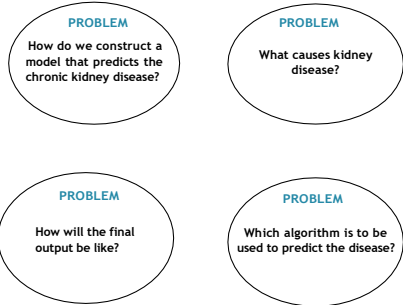 PROBLEM
How do we construct a
model that predicts the
chronic kidney disease?
PROBLEM
What causes kidney
disease?
PROBLEM
How will the final
output be like?
PROBLEM
Which algorithm is to be
used to predict the disease?